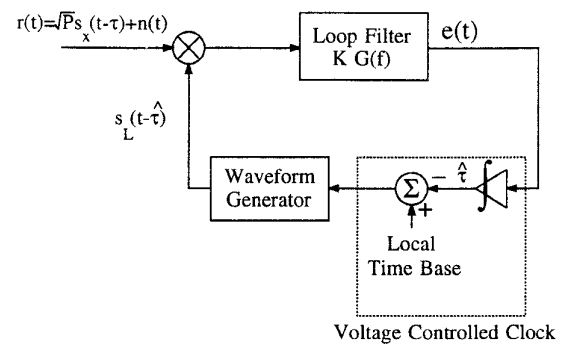 r(t)=√P s_x(t-τ)+n(t)
Loop Filter
K G(f)
e(t)
s_L(t-τ̂)
Waveform
Generator
Σ
− τ̂
∫
+
Local
Time Base
Voltage Controlled Clock